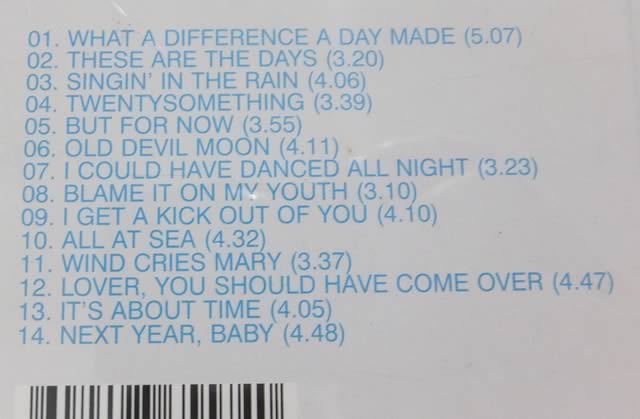 01. WHAT A DIFFERENCE A DAY MADE (5.07)
02. THESE ARE THE DAYS (3.20)
03. SINGIN' IN THE RAIN (4.06)
04. TWENTYSOMETHING (3.39)
05. BUT FOR NOW (3.55)
06. OLD DEVIL MOON (4.11)
07. I COULD HAVE DANCED ALL NIGHT (3.23)
08. BLAME IT ON MY YOUTH (3.10)
09. I GET A KICK OUT OF YOU (4.10)
10. ALL AT SEA (4.32)
11. WIND CRIES MARY (3.37)
12. LOVER, YOU SHOULD HAVE COME OVER (4.47)
13. IT'S ABOUT TIME (4.05)
14. NEXT YEAR, BABY (4.48)